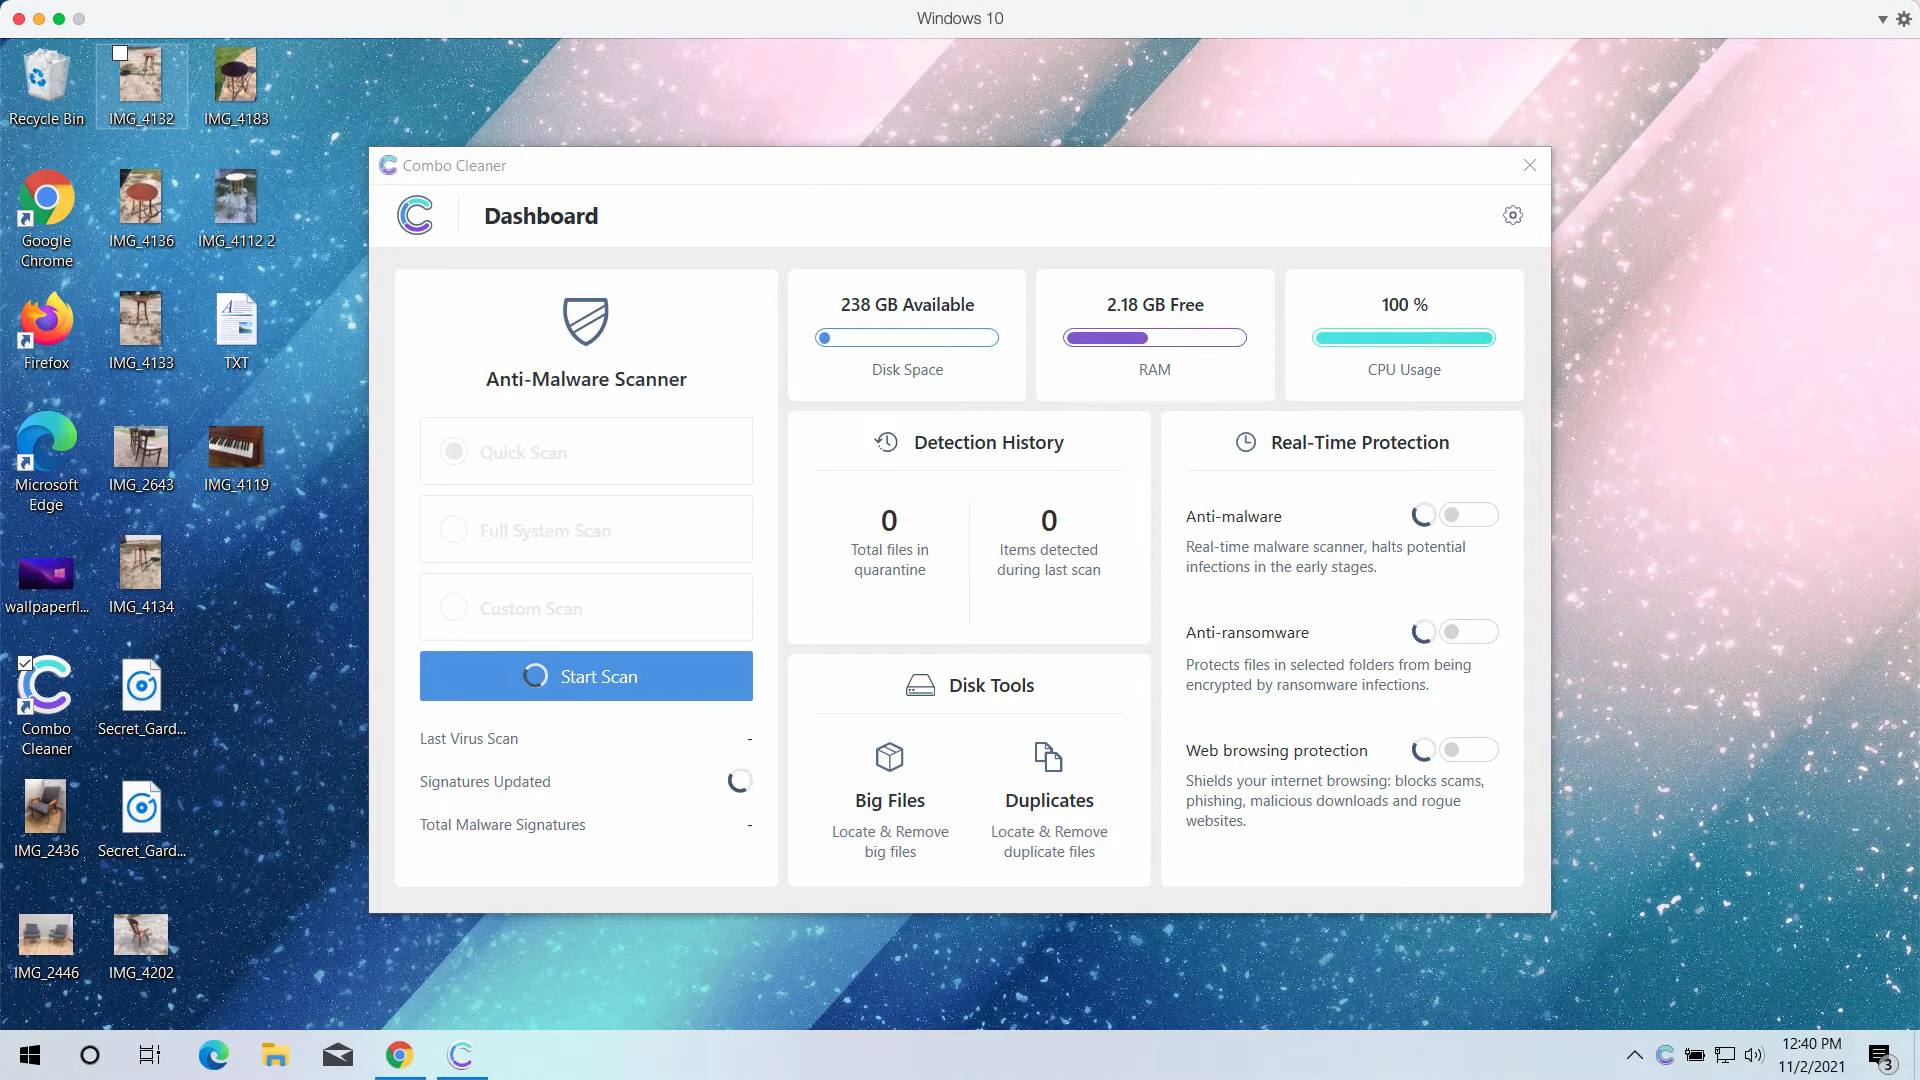 Windows 10
Recycle Bin
IMG_4132
IMG_4183
Google
Chrome
IMG_4136
IMG_4112 2
Firefox
IMG_4133
TXT
Microsoft
Edge
IMG_2643
IMG_4119
wallpaperfl...
IMG_4134
Combo
Cleaner
Secret_Gard...
IMG_2436
Secret_Gard...
IMG_2446
IMG_4202
Combo Cleaner
Dashboard
Anti-Malware Scanner
Quick Scan
Full System Scan
Custom Scan
Start Scan
Last Virus Scan -
Signatures Updated
Total Malware Signatures -
238 GB Available
Disk Space
2.18 GB Free
RAM
100 %
CPU Usage
Detection History
0
Total files in
quarantine
0
Items detected
during last scan
Disk Tools
Big Files
Locate & Remove
big files
Duplicates
Locate & Remove
duplicate files
Real-Time Protection
Anti-malware
Real-time malware scanner, halts potential
infections in the early stages.
Anti-ransomware
Protects files in selected folders from being
encrypted by ransomware infections.
Web browsing protection
Shields your internet browsing: blocks scams,
phishing, malicious downloads and rogue
websites.
12:40 PM
11/2/2021
3